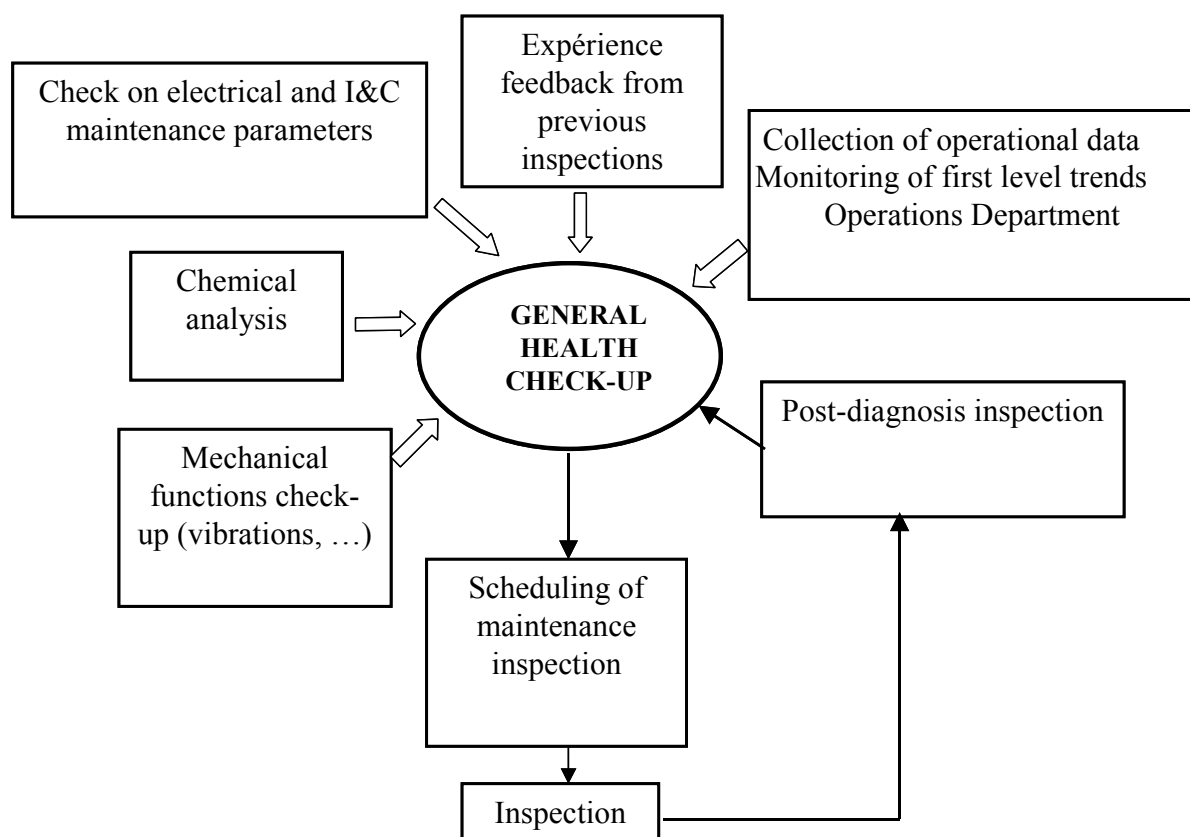 Check on electrical and I&C
maintenance parameters
Expérience
feedback from
previous
inspections
Collection of operational data
Monitoring of first level trends
Operations Department
Chemical
analysis
GENERAL
HEALTH
CHECK-UP
Post-diagnosis inspection
Mechanical
functions check-
up (vibrations, …)
Scheduling of
maintenance
inspection
Inspection